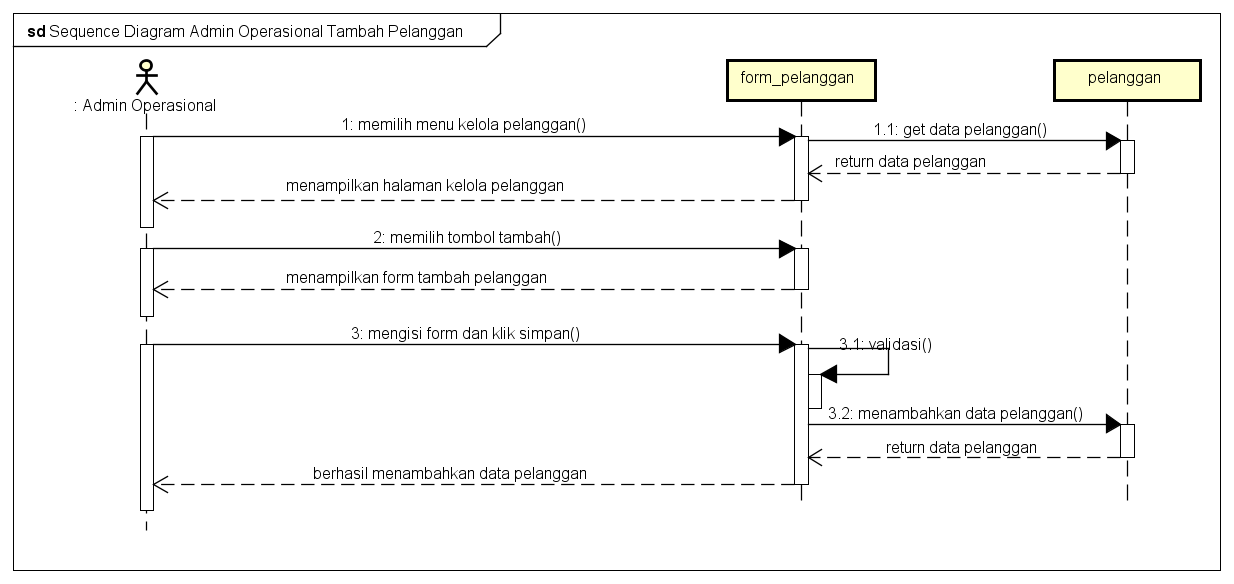 sd Sequence Diagram Admin Operasional Tambah Pelanggan
: Admin Operasional
form_pelanggan
pelanggan
1: memilih menu kelola pelanggan()
1.1: get data pelanggan()
return data pelanggan
menampilkan halaman kelola pelanggan
2: memilih tombol tambah()
menampilkan form tambah pelanggan
3: mengisi form dan klik simpan()
3.1: validasi()
3.2: menambahkan data pelanggan()
return data pelanggan
berhasil menambahkan data pelanggan